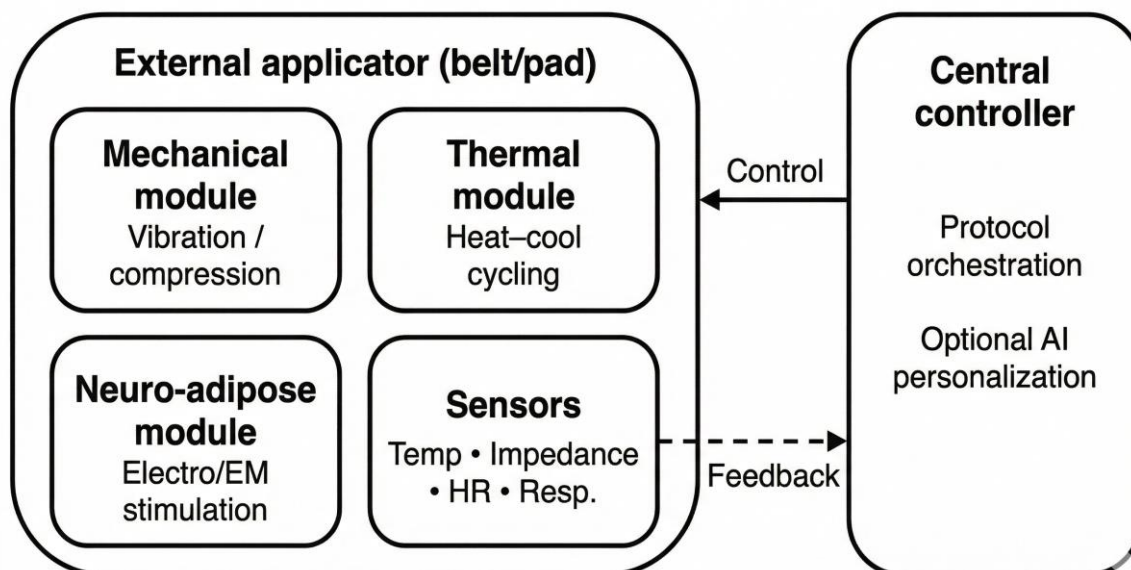 External applicator (belt/pad)
Mechanical
module
Vibration /
compression
Thermal
module
Heat–cool
cycling
Neuro-adipose
module
Electro/EM
stimulation
Sensors
Temp • Impedance
• HR • Resp.
Control
Feedback
Central
controller
Protocol
orchestration
Optional AI
personalization